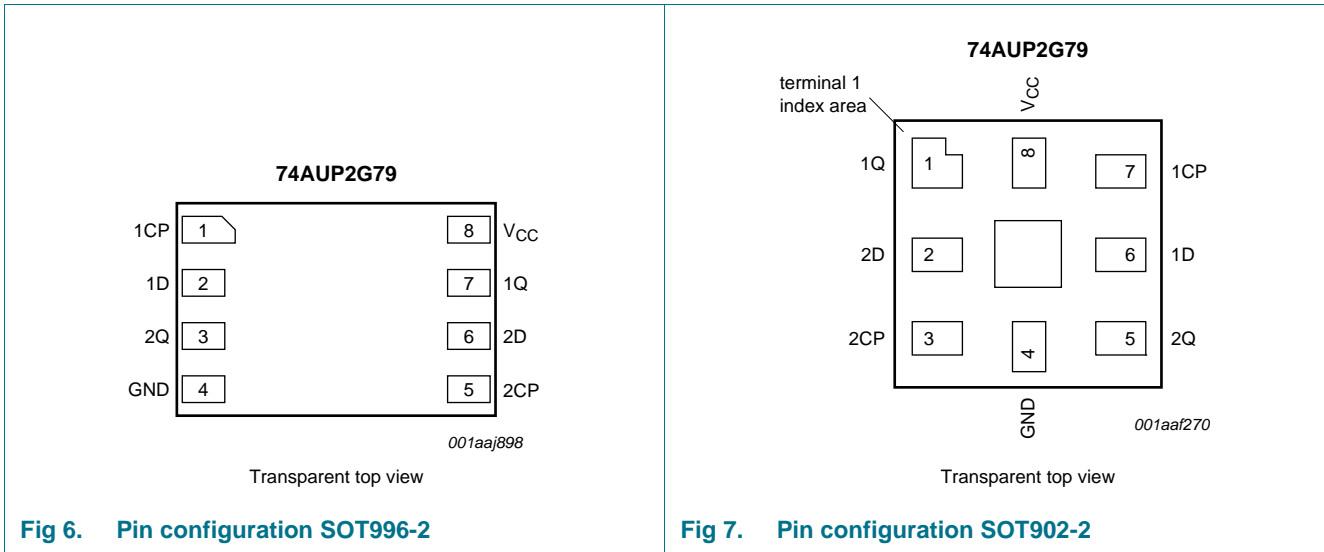 74AUP2G79
1CP 1 8 VCC
1D 2 7 1Q
2Q 3 6 2D
GND 4 5 2CP
001aaj898
Transparent top view
Fig 6. Pin configuration SOT996-2
74AUP2G79
terminal 1
index area
VCC
1Q 1 8 7 1CP
2D 2 6 1D
2CP 3 4 5 2Q
GND
001aaf270
Transparent top view
Fig 7. Pin configuration SOT902-2